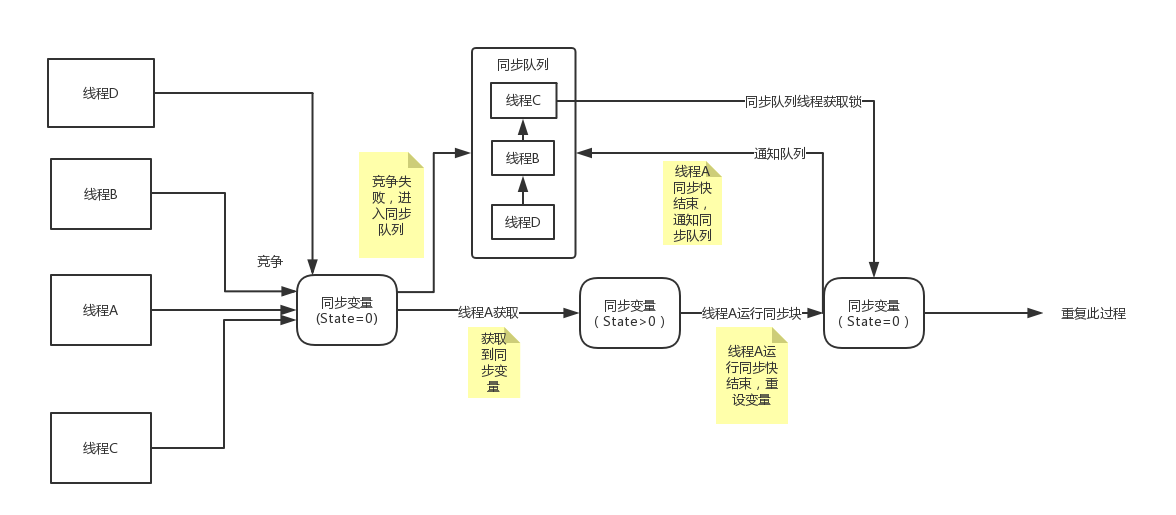 线程D
线程B
线程A
线程C
竞争
同步变量
(State=0)
竞争失
败，进
入同步
队列
同步队列
线程C
线程B
线程D
同步队列线程获取锁
通知队列
线程A
同步快
结束，
通知同
步队列
线程A获取
获取
到同
步变
量
同步变量
（State>0）
线程A运行同步块
线程A运
行同步快
结束，重
设变量
同步变量
（State=0）
重复此过程